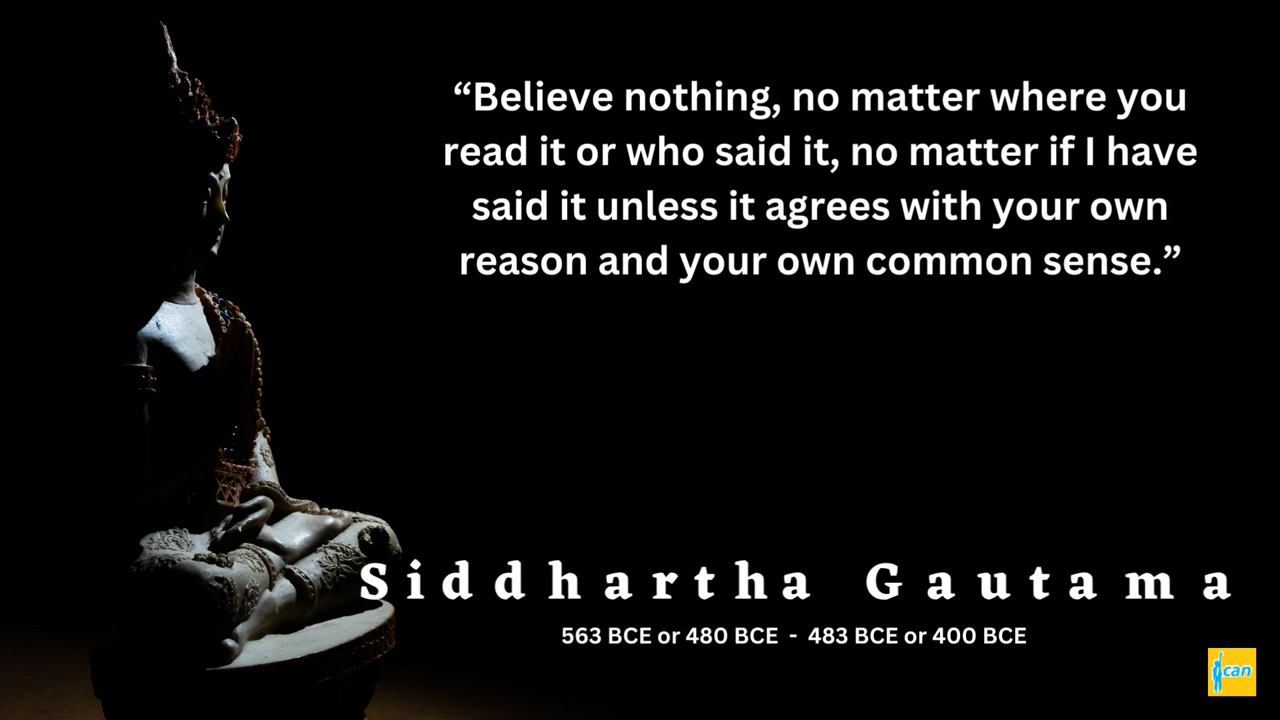 “Believe nothing, no matter where you
read it or who said it, no matter if I have
said it unless it agrees with your own
reason and your own common sense.”
Siddhartha Gautama
563 BCE or 480 BCE - 483 BCE or 400 BCE
can